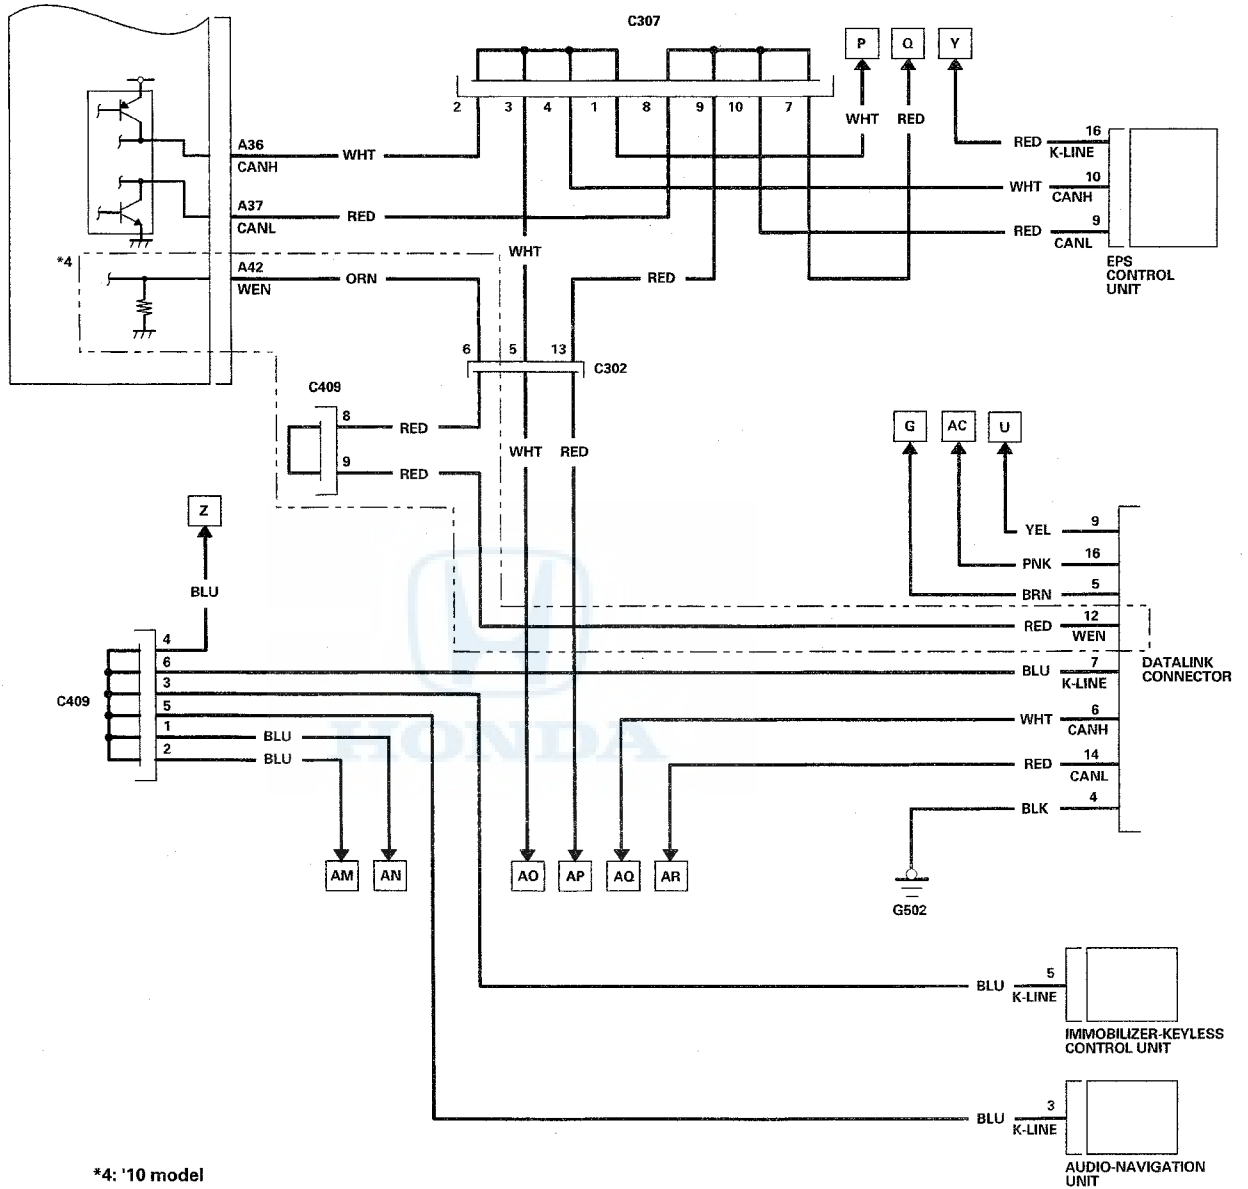 C307
P Q Y
2 3 4 1 8 9 10 7
WHT RED
A36
CANH
WHT
RED 16
K-LINE
WHT 10
CANH
A37
CANL
RED
RED 9
CANL
EPS
CONTROL
UNIT
WHT
*4
A42
WEN
ORN
RED
6 5 13
C302
C409
8
RED
9
RED
WHT RED
G AC U
Z
YEL 9
PNK 16
BRN 5
BLU
RED 12
WEN
4
6
3
5
1
2
C409
BLU
BLU
BLU 7
K-LINE
DATALINK
CONNECTOR
WHT 6
CANH
RED 14
CANL
BLK 4
HONDA
AM AN AO AP AQ AR
G502
BLU 5
K-LINE
IMMOBILIZER-KEYLESS
CONTROL UNIT
BLU 3
K-LINE
AUDIO-NAVIGATION
UNIT
*4: '10 model